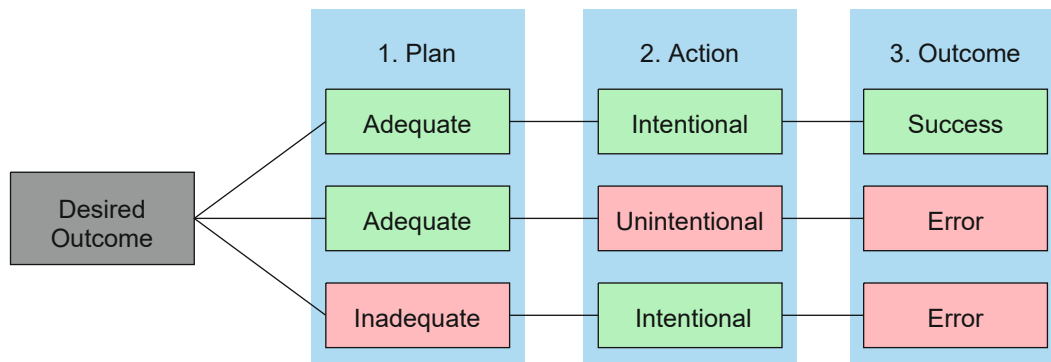 1. Plan
2. Action
3. Outcome
Adequate
Intentional
Success
Desired
Outcome
Adequate
Unintentional
Error
Inadequate
Intentional
Error